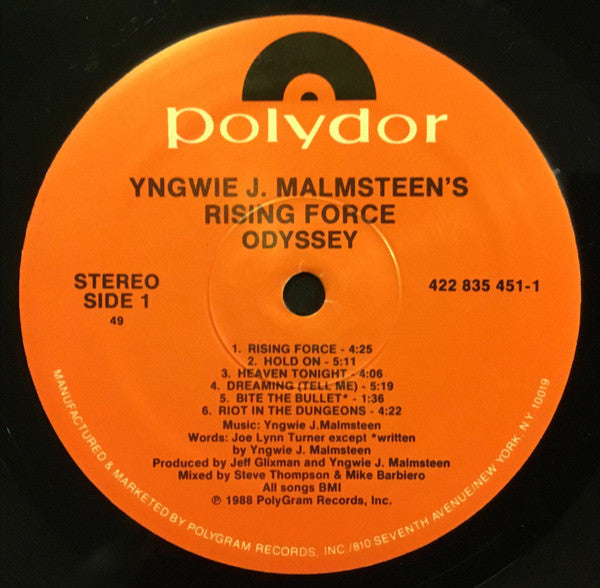 polydor
YNGWIE J. MALMSTEEN'S
RISING FORCE
ODYSSEY
STEREO
SIDE 1
49
422 835 451-1
1. RISING FORCE - 4:25
2. HOLD ON - 5:11
3. HEAVEN TONIGHT - 4:06
4. DREAMING (TELL ME) - 5:19
5. BITE THE BULLET* - 1:36
6. RIOT IN THE DUNGEONS - 4:22
Music: Yngwie J.Malmsteen
Words: Joe Lynn Turner except *written
by Yngwie J. Malmsteen
Produced by Jeff Glixman and Yngwie J. Malmsteen
Mixed by Steve Thompson & Mike Barbiero
All songs BMI
℗ 1988 PolyGram Records, Inc.
MANUFACTURED & MARKETED BY POLYGRAM RECORDS, INC./810 SEVENTH AVENUE/NEW YORK, NY 10019